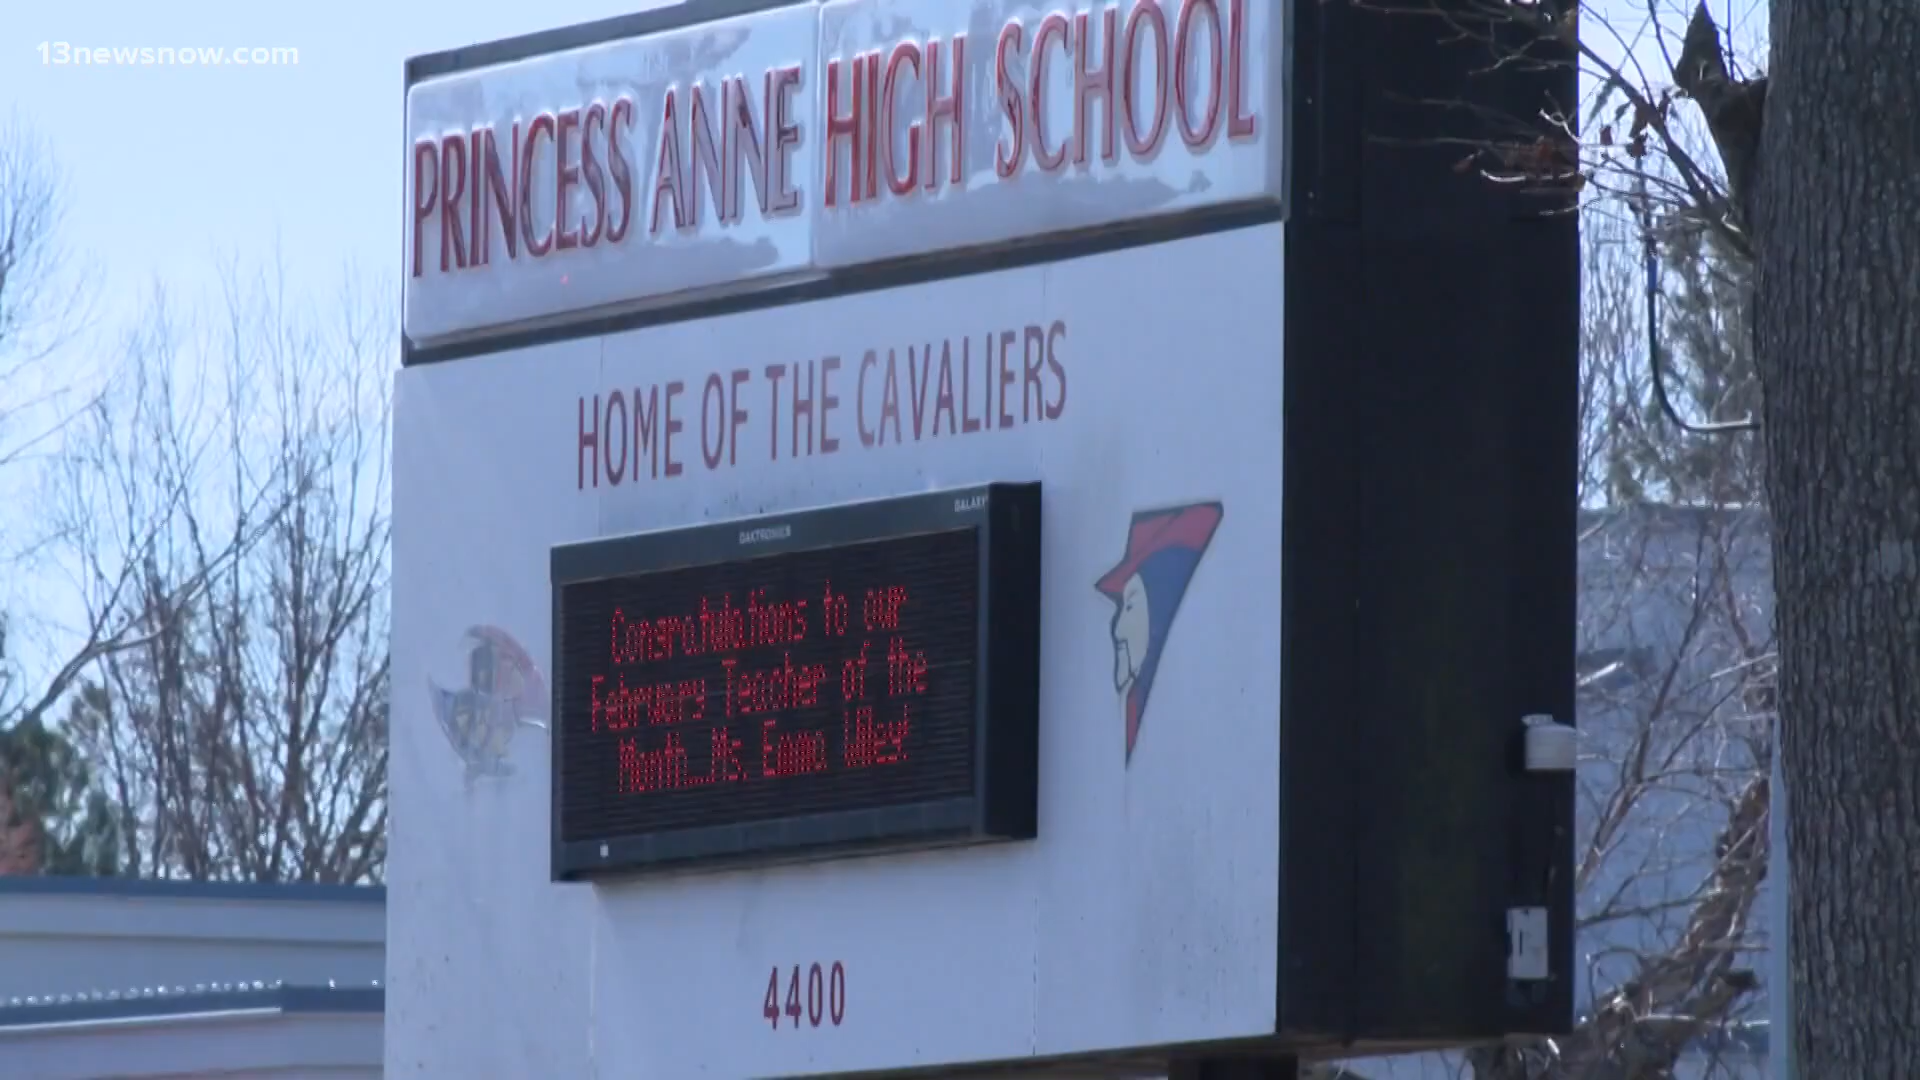 13newsnow.com
PRINCESS ANNE HIGH SCHOOL
HOME OF THE CAVALIERS
DAKTRONICS
GALAXY
Congratulations to our
February Teacher of the
Month...Ms. Emma Wiley!
4400